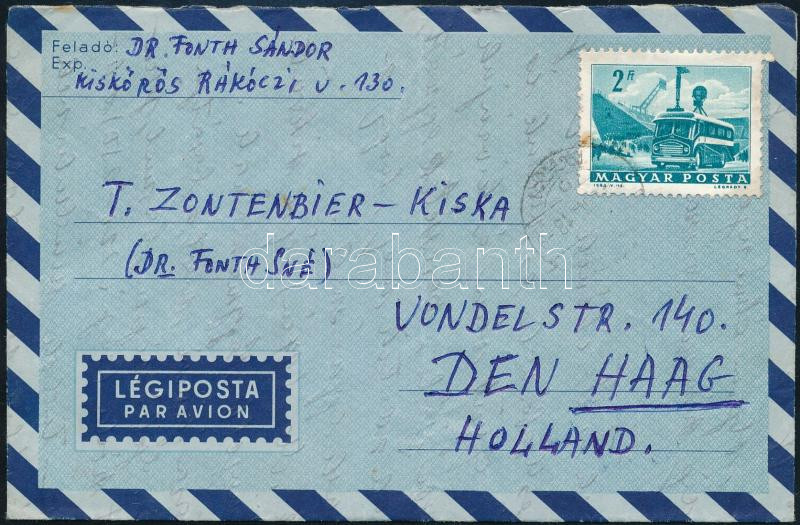 Feladó: DR. FONTH SÁNDOR
Exp.
KISKŐRÖS RÁKÓCZI U. 130.
2 Ft
MAGYAR POSTA
LÉGRÁDY S
T. ZONTENBIER – KISKA
(DR. FONTH SNÉ)
darabanth
VONDELSTR. 140.
DEN HAAG
HOLLAND.
LÉGIPOSTA
PAR AVION